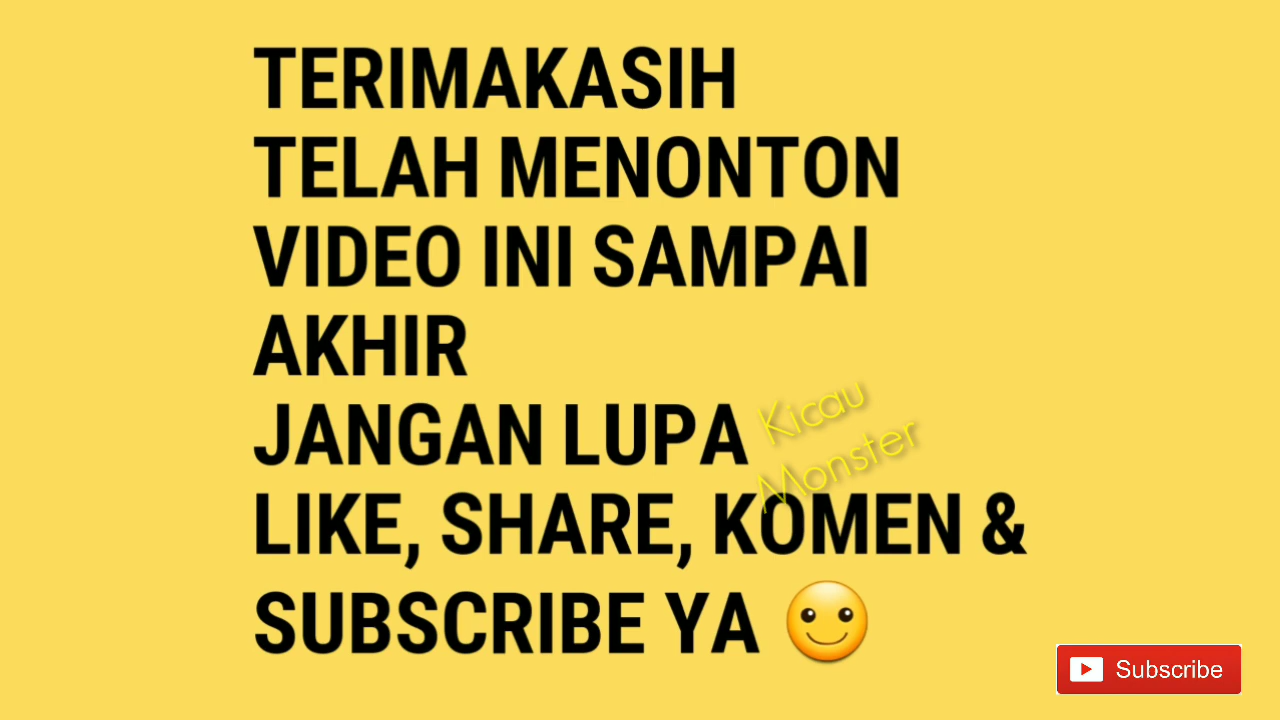 TERIMAKASIH
TELAH MENONTON
VIDEO INI SAMPAI
AKHIR
JANGAN LUPA
Kicau
Monster
LIKE, SHARE, KOMEN &
SUBSCRIBE YA 🙂
Subscribe